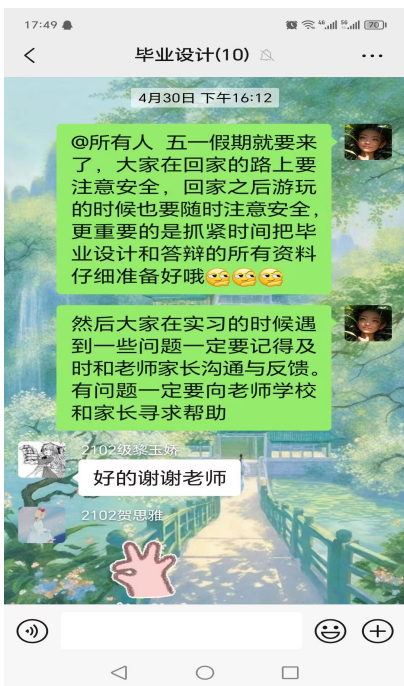 17:49
70
毕业设计(10)
4月30日 下午16:12
@所有人 五一假期就要来
了，大家在回家的路上要
注意安全，回家之后游玩
的时候也要随时注意安全，
更重要的是抓紧时间把毕
业设计和答辩的所有资料
仔细准备好哦
然后大家在实习的时候遇
到一些问题一定要记得及
时和老师家长沟通与反馈。
有问题一定要向老师学校
和家长寻求帮助
2102级黎玉娇
好的谢谢老师
2102贺思雅